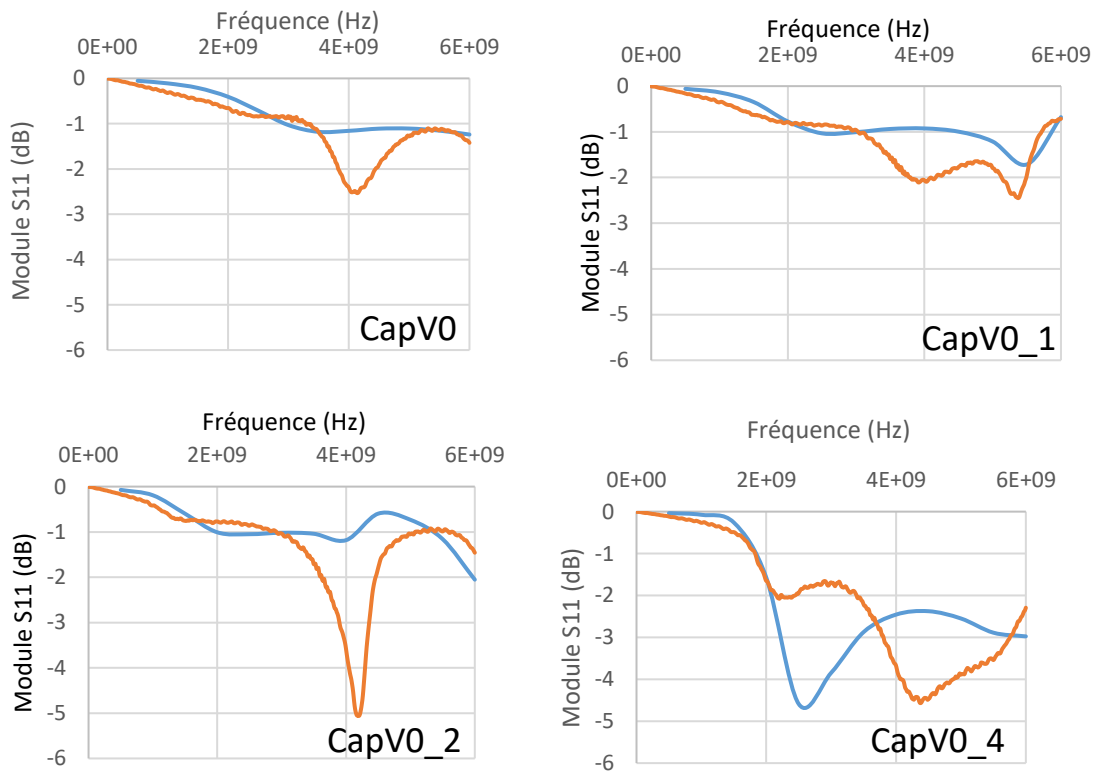 Fréquence (Hz)
0E+00 2E+09 4E+09 6E+09
0
-1
-2
-3
-4
-5
-6
Module S11 (dB)
CapV0
Fréquence (Hz)
0E+00 2E+09 4E+09 6E+09
0
-1
-2
-3
-4
-5
-6
Module S11 (dB)
CapV0_1
Fréquence (Hz)
0E+00 2E+09 4E+09 6E+09
0
-1
-2
-3
-4
-5
-6
Module S11 (dB)
CapV0_2
Fréquence (Hz)
0E+00 2E+09 4E+09 6E+09
0
-1
-2
-3
-4
-5
-6
Module S11 (dB)
CapV0_4